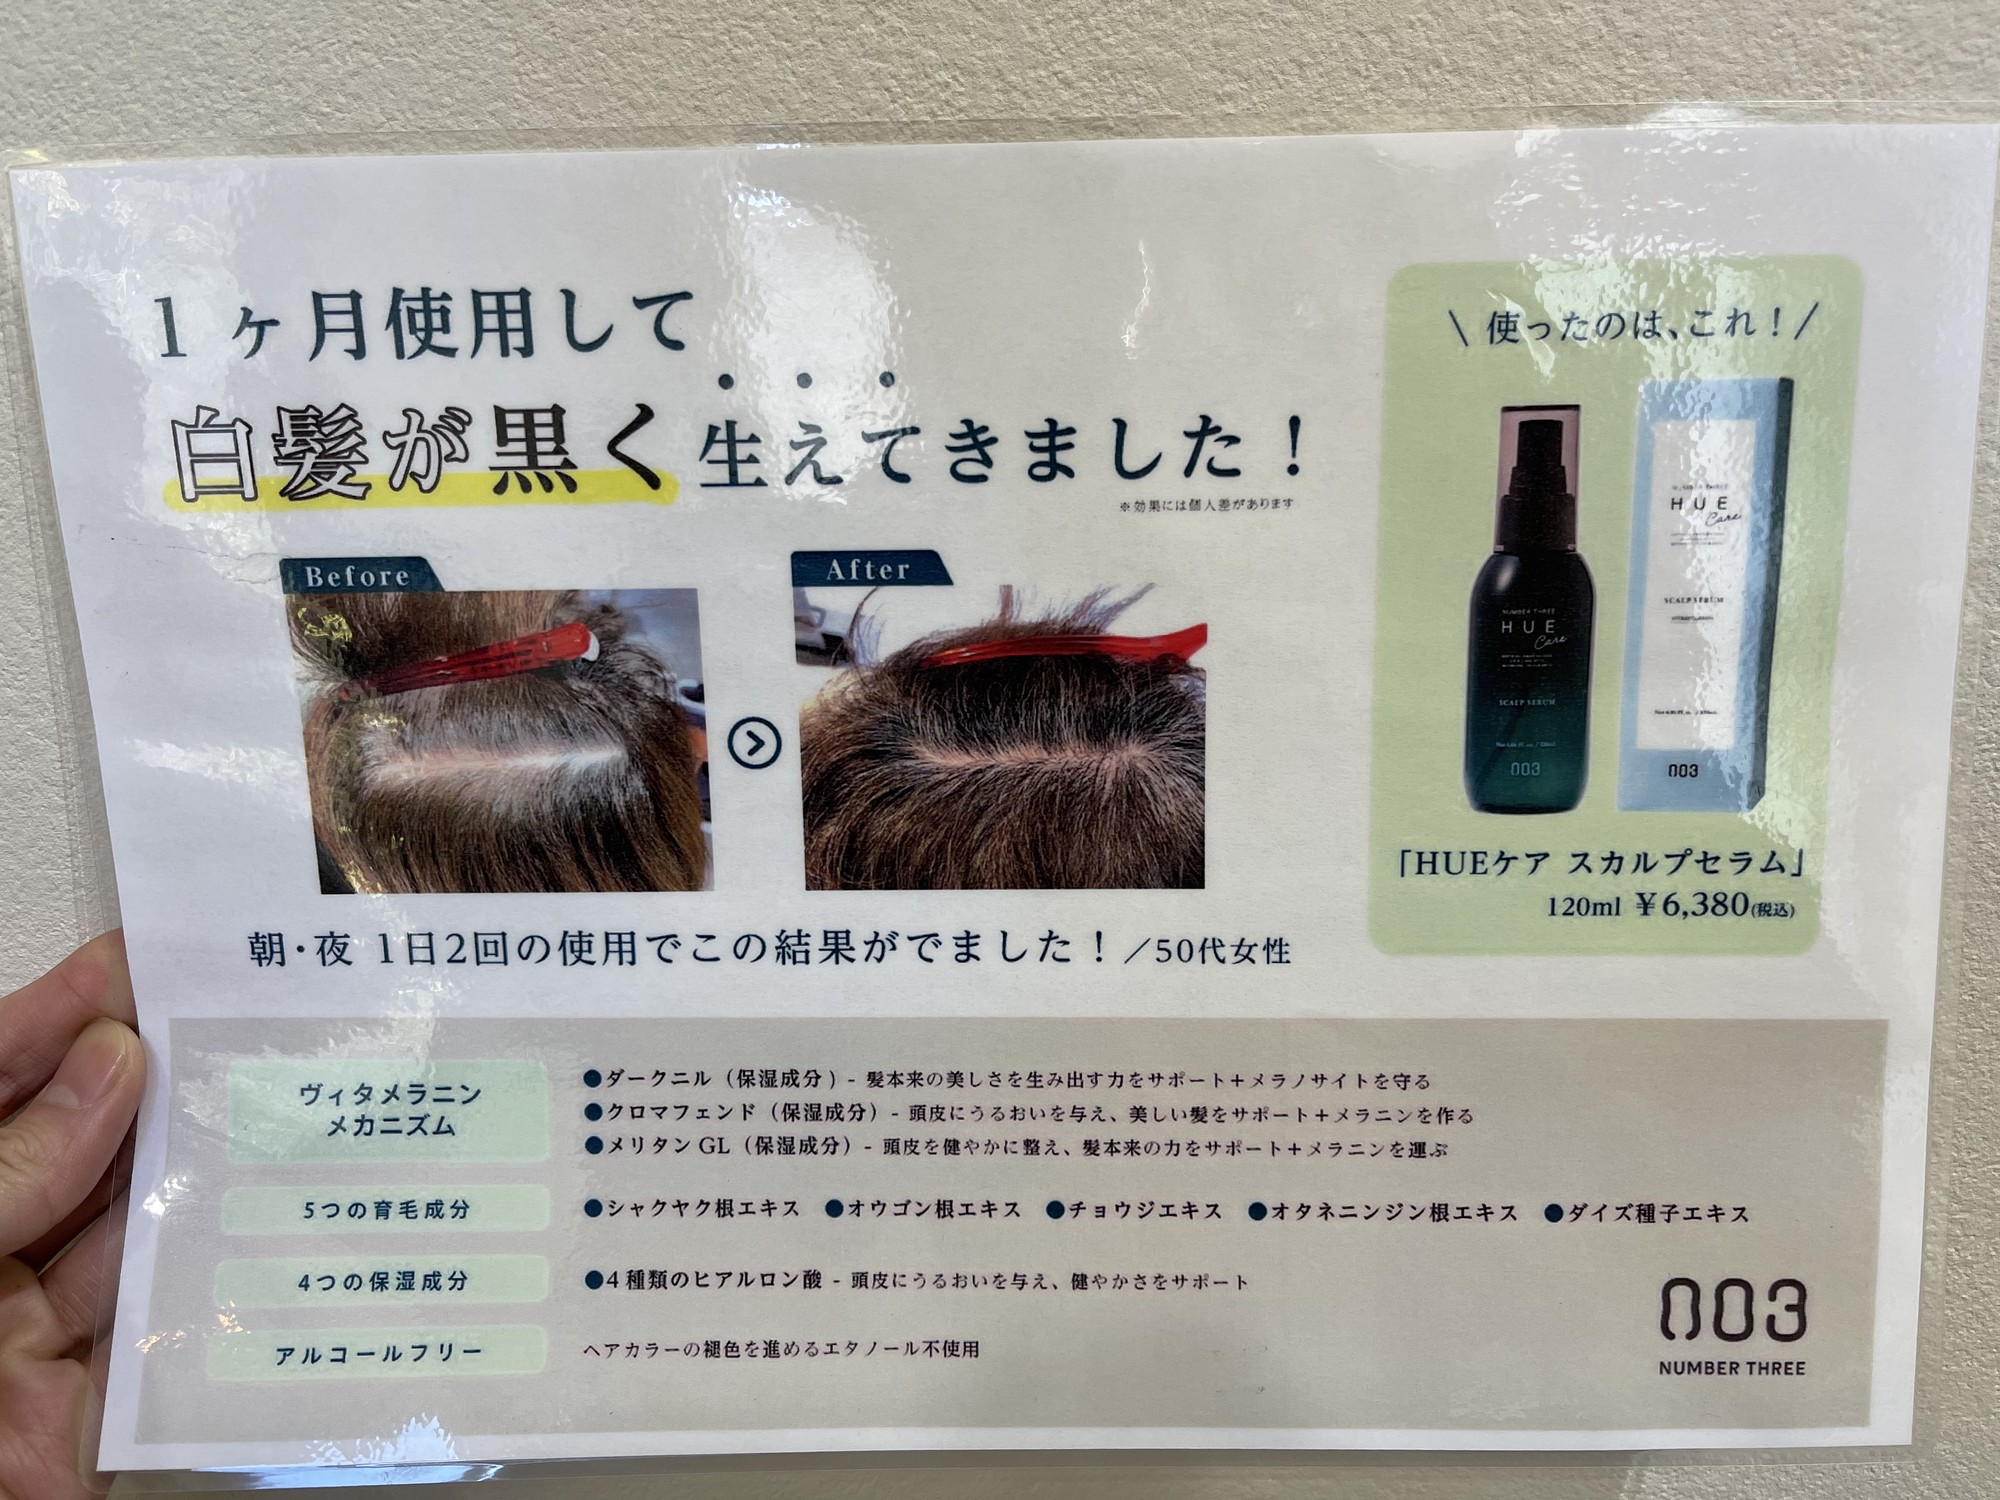 1ヶ月使用して
白髪が黒く生えてきました！
※効果には個人差があります
Before
After
朝・夜 1日2回の使用でこの結果がでました！／50代女性
\ 使ったのは、これ！/
NUMBER THREE
HUE
Care
SCALP SERUM
003
NUMBER THREE
HUE
Care
SCALP SERUM
003
「HUEケア スカルプセラム」
120ml ￥6,380(税込)
ヴィタメラニン
メカニズム
●ダークニル（保湿成分）- 髪本来の美しさを生み出す力をサポート＋メラノサイトを守る
●クロマフェンド（保湿成分）- 頭皮にうるおいを与え、美しい髪をサポート＋メラニンを作る
●メリタン GL（保湿成分）- 頭皮を健やかに整え、髪本来の力をサポート＋メラニンを運ぶ
5つの育毛成分
●シャクヤク根エキス ●オウゴン根エキス ●チョウジエキス ●オタネニンジン根エキス ●ダイズ種子エキス
4つの保湿成分
●4種類のヒアルロン酸 - 頭皮にうるおいを与え、健やかさをサポート
アルコールフリー
ヘアカラーの褪色を進めるエタノール不使用
003
NUMBER THREE